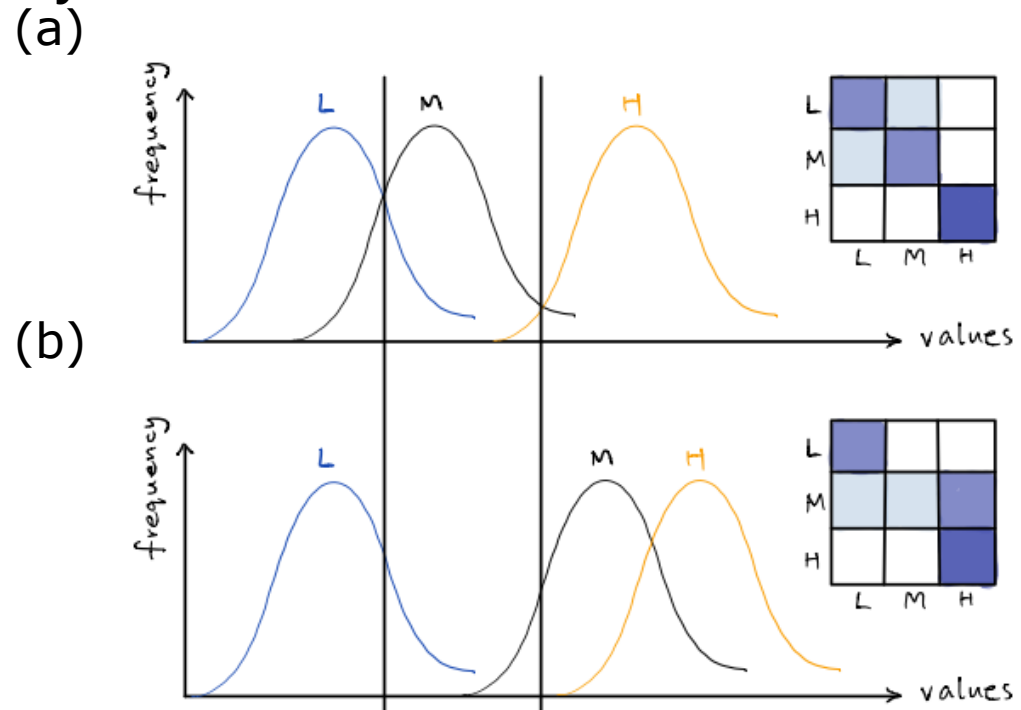 (a)
frequency
L M H
values
L
M
H
L M H
(b)
frequency
L M H
values
L
M
H
L M H